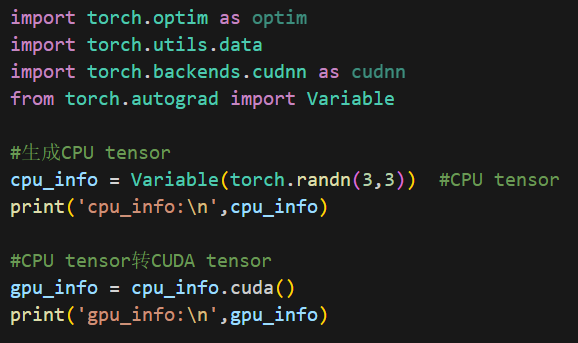 import torch.optim as optim
import torch.utils.data
import torch.backends.cudnn as cudnn
from torch.autograd import Variable
#生成CPU tensor
cpu_info = Variable(torch.randn(3,3))  #CPU tensor
print('cpu_info:\n',cpu_info)
#CPU tensor转CUDA tensor
gpu_info = cpu_info.cuda()
print('gpu_info:\n',gpu_info)